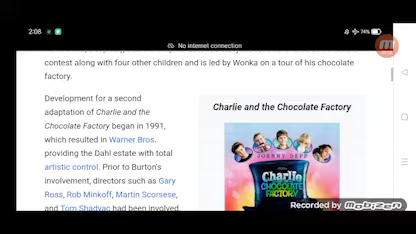 2:08
74%
No internet connection
contest along with four other children and is led by Wonka on a tour of his chocolate
factory.
Development for a second
adaptation of Charlie and the
Chocolate Factory began in 1991,
which resulted in Warner Bros.
providing the Dahl estate with total
artistic control. Prior to Burton's
involvement, directors such as Gary
Ross, Rob Minkoff, Martin Scorsese,
and Tom Shadyac had been involved,
Charlie and the Chocolate Factory
JOHNNY DEPP
Charlie
AND THE
CHOCOLATE
FACTORY
Recorded by Mobizen